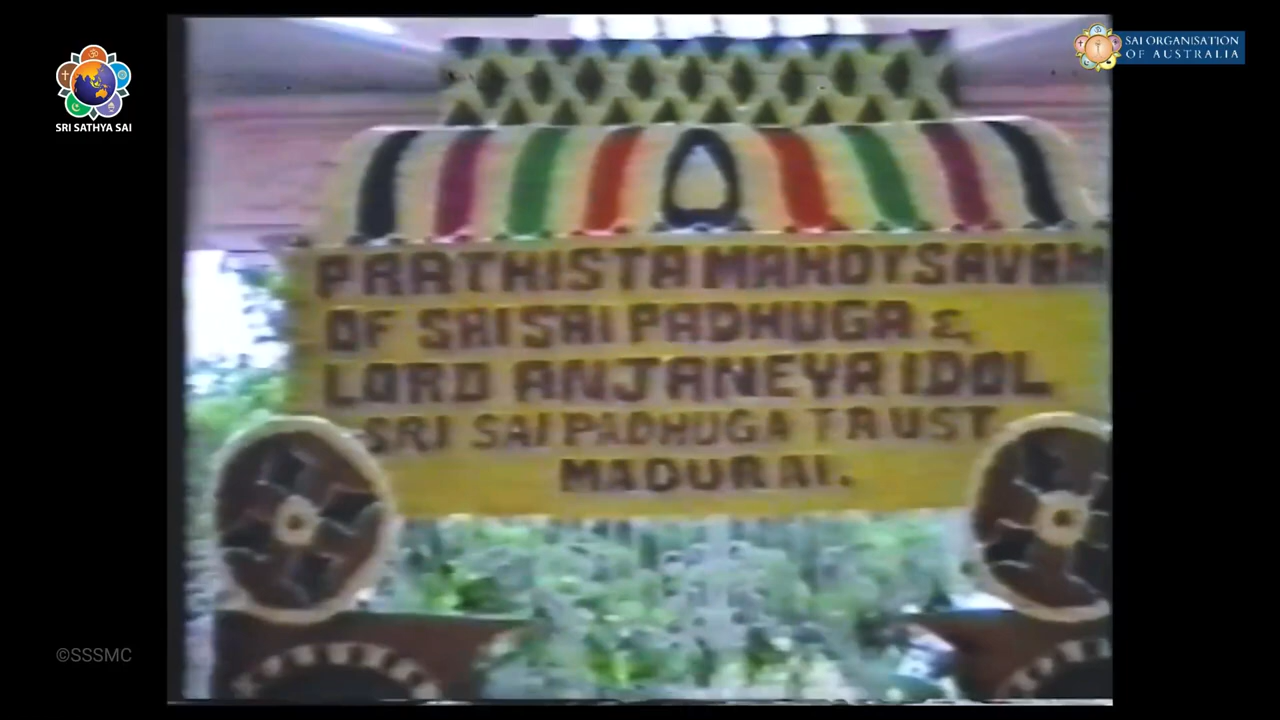 SRI SATHYA SAI
SAI ORGANISATION
OF AUSTRALIA
PRATHISTA MAHOTSAVAM
OF SRI SAI PADHUGA &
LORD ANJANEYA IDOL
SRI SAI PADHUGA TRUST
MADURAI.
©SSSMC